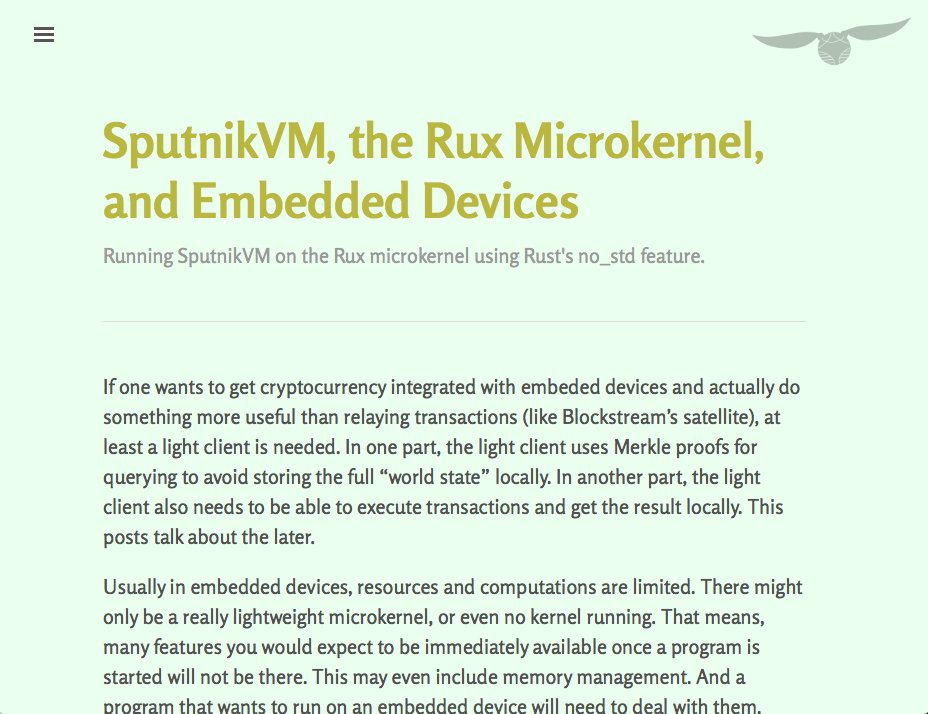 SputnikVM, the Rux Microkernel,
and Embedded Devices
Running SputnikVM on the Rux microkernel using Rust's no_std feature.
If one wants to get cryptocurrency integrated with embeded devices and actually do
something more useful than relaying transactions (like Blockstream’s satellite), at
least a light client is needed. In one part, the light client uses Merkle proofs for
querying to avoid storing the full “world state” locally. In another part, the light
client also needs to be able to execute transactions and get the result locally. This
posts talk about the later.
Usually in embedded devices, resources and computations are limited. There might
only be a really lightweight microkernel, or even no kernel running. That means,
many features you would expect to be immediately available once a program is
started will not be there. This may even include memory management. And a
program that wants to run on an embedded device will need to deal with them.